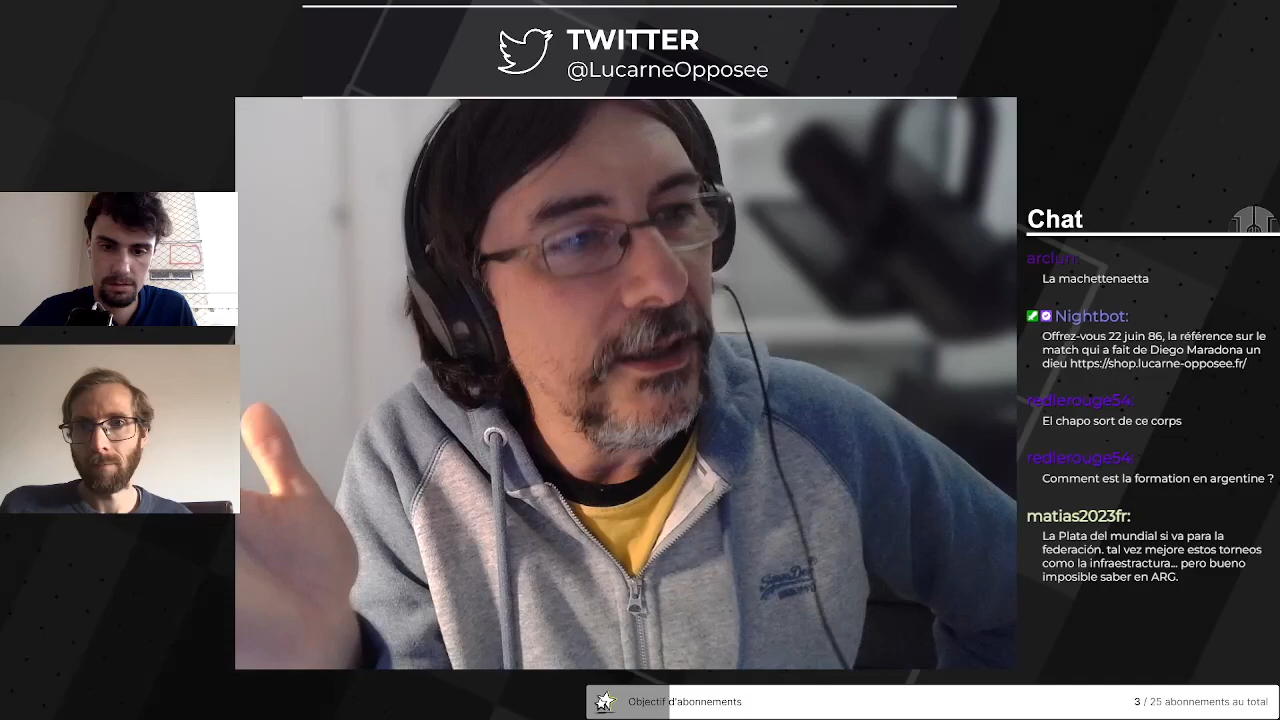 TWITTER
@LucarneOpposee
Chat
arclun:
La machettenaetta
Nightbot:
Offrez-vous 22 juin 86, la référence sur le
match qui a fait de Diego Maradona un
dieu https://shop.lucarne-opposee.fr/
redlerouge54:
El chapo sort de ce corps
redlerouge54:
Comment est la formation en argentine ?
matias2023fr:
La Plata del mundial si va para la
federación. tal vez mejore estos torneos
como la infraestractura... pero bueno
imposible saber en ARG.
Objectif d'abonnements
3 / 25 abonnements au total